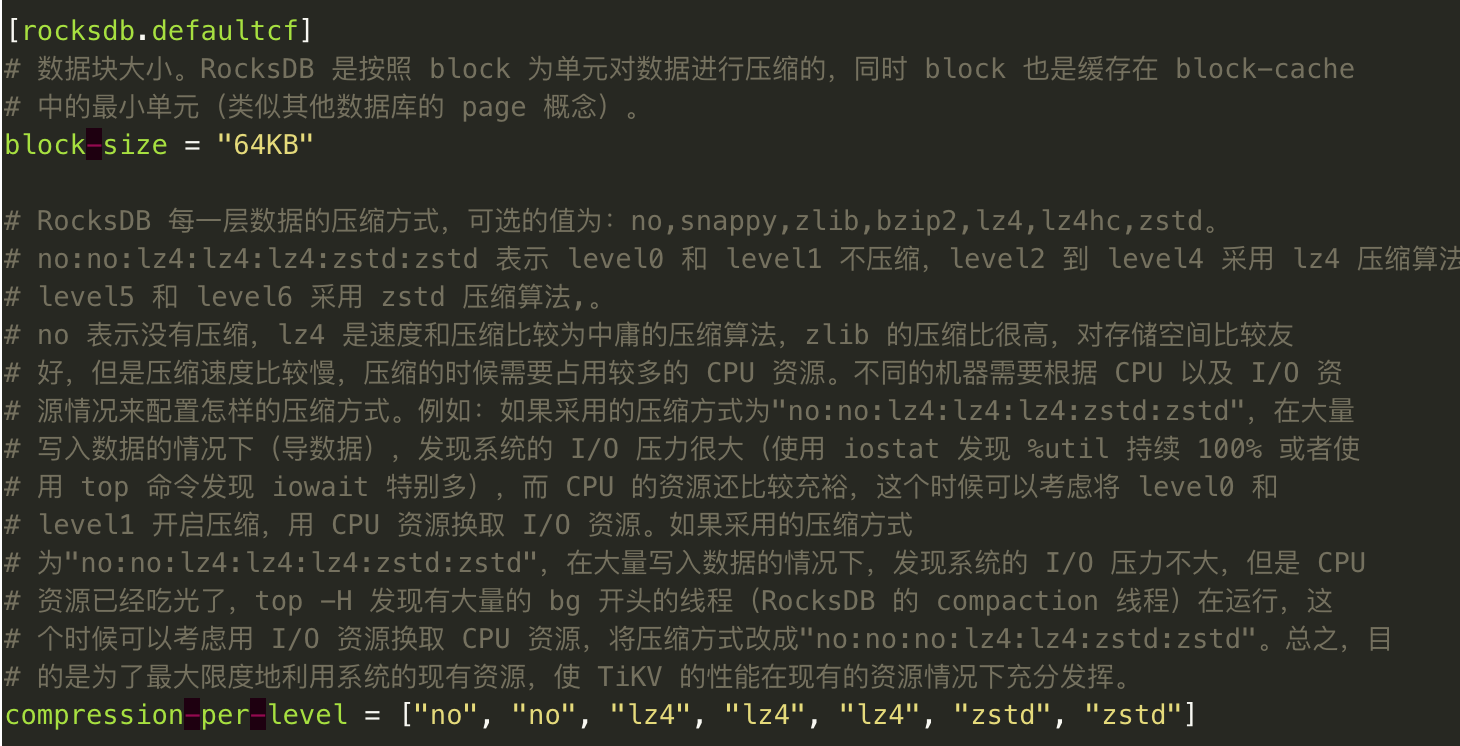 [rocksdb.defaultcf]
# 数据块大小。RocksDB 是按照 block 为单元对数据进行压缩的，同时 block 也是缓存在 block-cache
# 中的最小单元（类似其他数据库的 page 概念）。
block-size = "64KB"
# RocksDB 每一层数据的压缩方式，可选的值为：no,snappy,zlib,bzip2,lz4,lz4hc,zstd。
# no:no:lz4:lz4:lz4:zstd:zstd 表示 level0 和 level1 不压缩，level2 到 level4 采用 lz4 压缩算法
# level5 和 level6 采用 zstd 压缩算法,。
# no 表示没有压缩，lz4 是速度和压缩比较为中庸的压缩算法，zlib 的压缩比很高，对存储空间比较友
# 好，但是压缩速度比较慢，压缩的时候需要占用较多的 CPU 资源。不同的机器需要根据 CPU 以及 I/O 资
# 源情况来配置怎样的压缩方式。例如：如果采用的压缩方式为"no:no:lz4:lz4:lz4:zstd:zstd"，在大量
# 写入数据的情况下（导数据），发现系统的 I/O 压力很大（使用 iostat 发现 %util 持续 100% 或者使
# 用 top 命令发现 iowait 特别多），而 CPU 的资源还比较充裕，这个时候可以考虑将 level0 和
# level1 开启压缩，用 CPU 资源换取 I/O 资源。如果采用的压缩方式
# 为"no:no:lz4:lz4:lz4:zstd:zstd"，在大量写入数据的情况下，发现系统的 I/O 压力不大，但是 CPU
# 资源已经吃光了，top -H 发现有大量的 bg 开头的线程（RocksDB 的 compaction 线程）在运行，这
# 个时候可以考虑用 I/O 资源换取 CPU 资源，将压缩方式改成"no:no:no:lz4:lz4:zstd:zstd"。总之，目
# 的是为了最大限度地利用系统的现有资源，使 TiKV 的性能在现有的资源情况下充分发挥。
compression-per-level = ["no", "no", "lz4", "lz4", "lz4", "zstd", "zstd"]